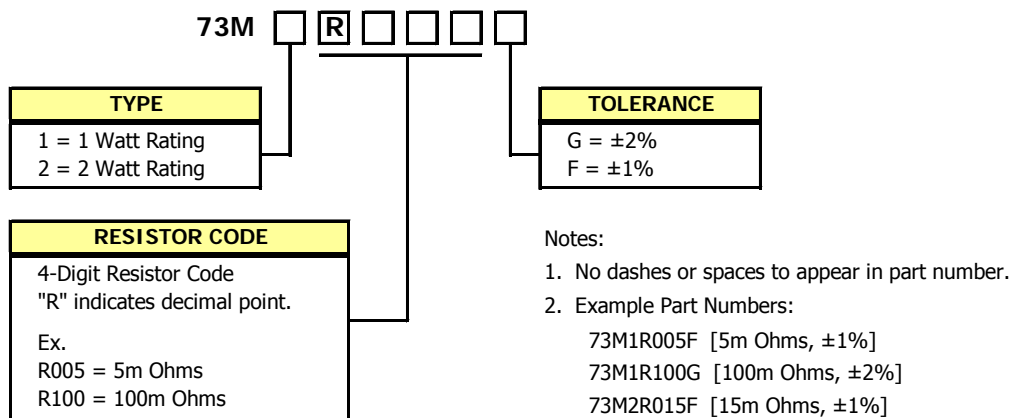 73M R
TYPE
1 = 1 Watt Rating
2 = 2 Watt Rating
TOLERANCE
G = ±2%
F = ±1%
RESISTOR CODE
4-Digit Resistor Code
"R" indicates decimal point.
Ex.
R005 = 5m Ohms
R100 = 100m Ohms
Notes:
1. No dashes or spaces to appear in part number.
2. Example Part Numbers:
73M1R005F [5m Ohms, ±1%]
73M1R100G [100m Ohms, ±2%]
73M2R015F [15m Ohms, ±1%]